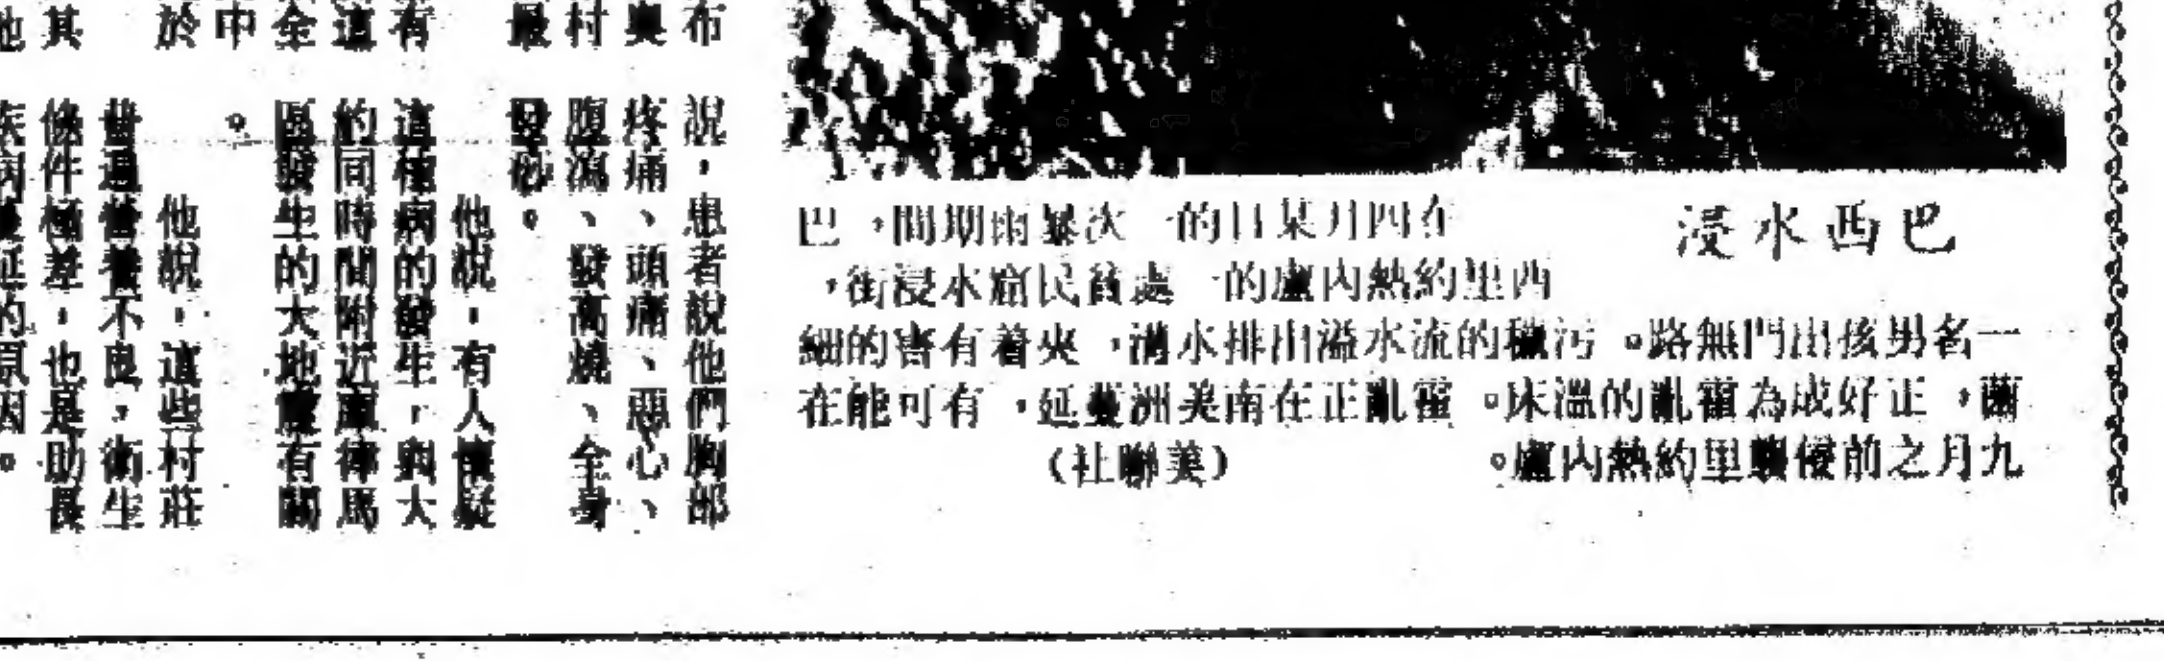 巴西水浸
在四月某日的一次暴雨期間，巴
西里約熱內盧的一處貧民窟水浸街，
一名男孩出門無路。污穢的流水溢出排水溝，夾着有害的細
菌，正好成為霍亂的溫床。霍亂正在南美洲蔓延，有可能在
九月之前侵襲里約熱內盧。
（美聯社）
布
與
村
最
有
這
全
中
於
其
說，患者說他們胸部
疼痛、頭痛、惡心、
腹瀉、發高燒、全身
發砂。
他說，有人懷疑
這種病的發生，與大
的同時間附近盧律馬
區發生的大地震有關
。
他說，這些村莊
普遍營養不良，衛生
條件極差，也是助長
疾病蔓延的原因。